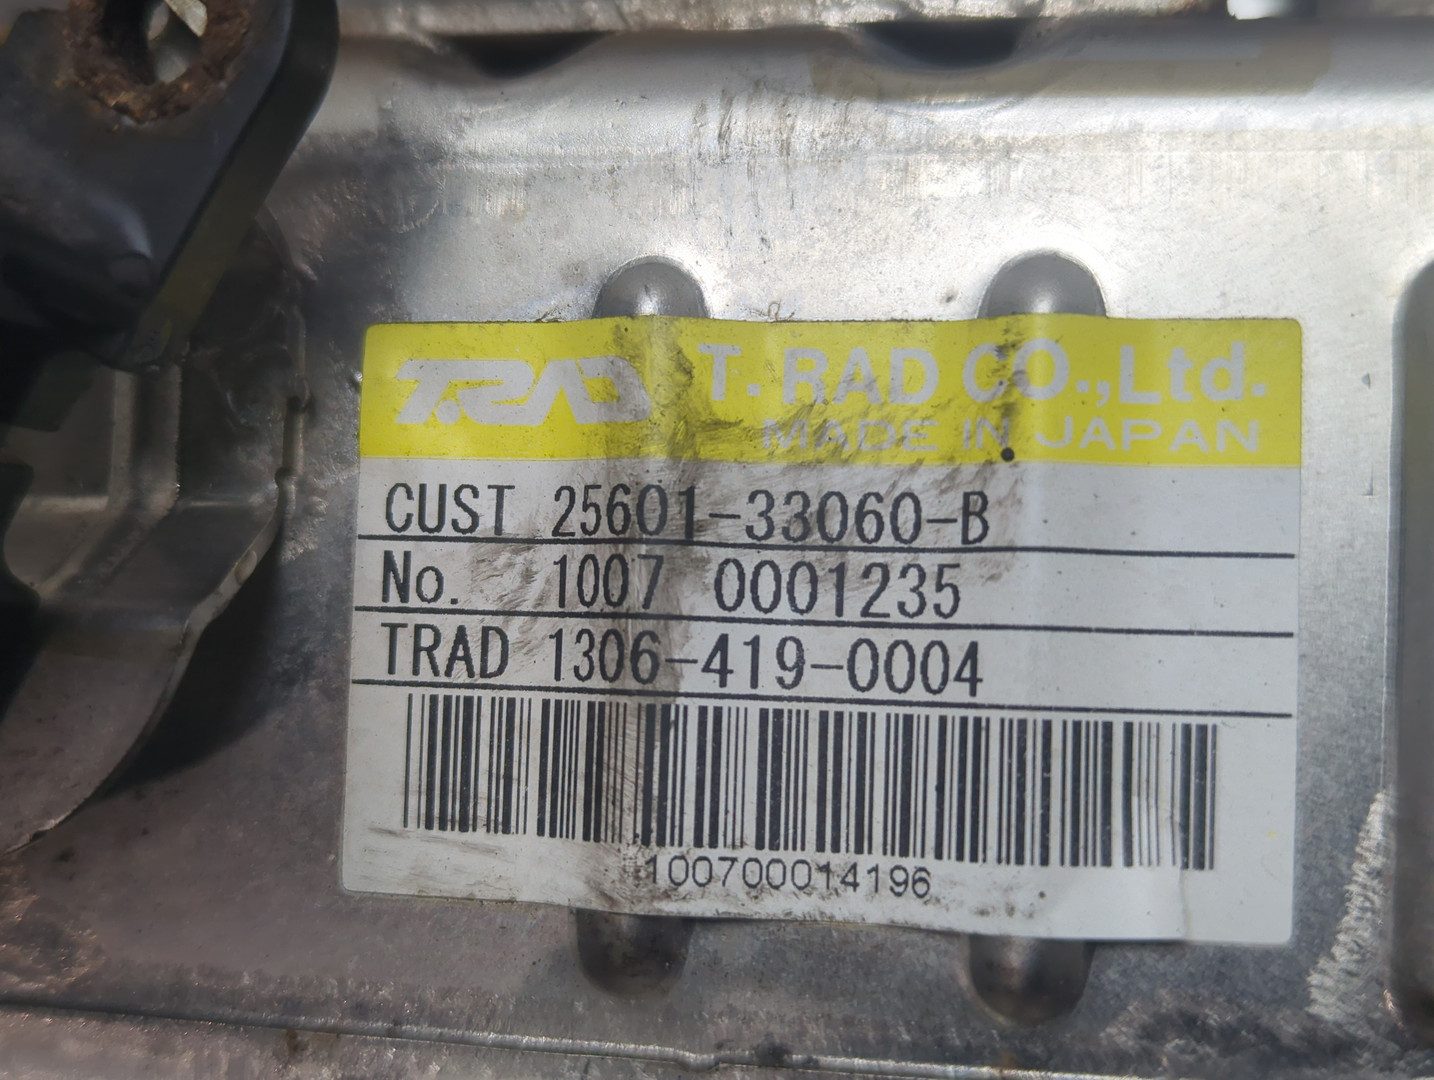 T.RAD T. RAD CO.,Ltd.
MADE IN JAPAN
CUST 25601-33060-B
No. 1007 0001235
TRAD 1306-419-0004
100700014196